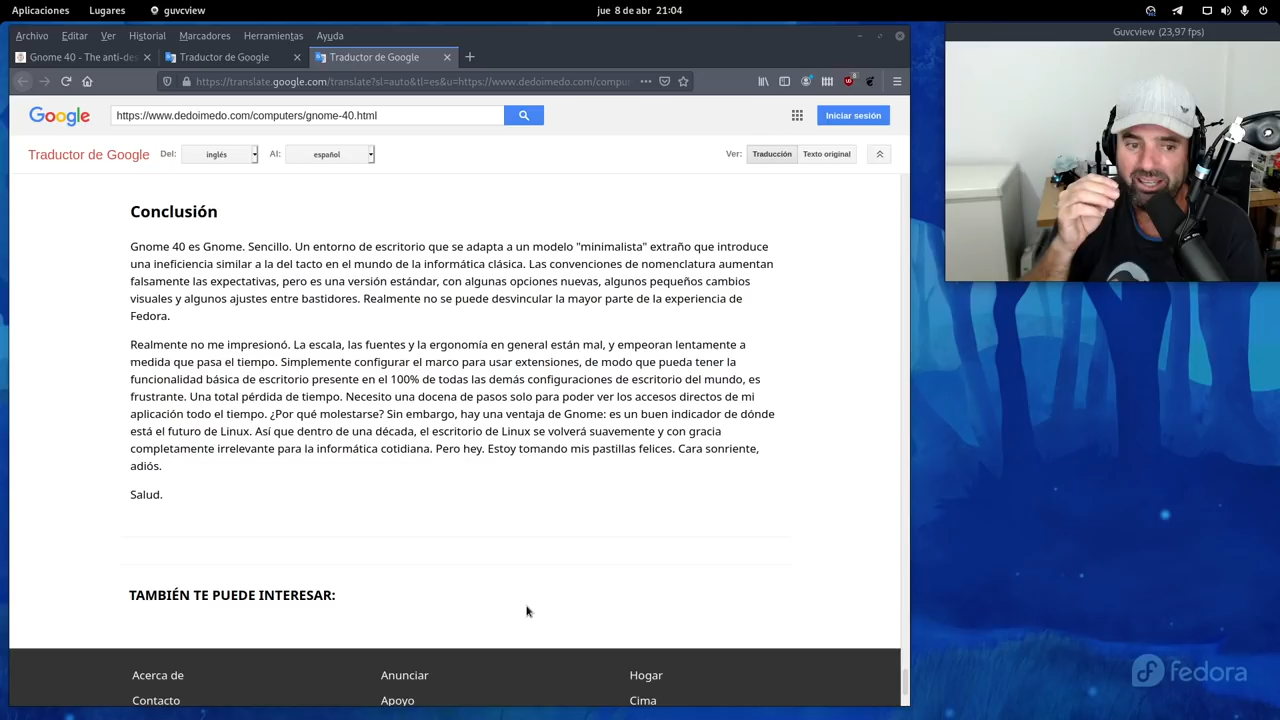 Aplicaciones Lugares guvcview jue 8 de abr 21:04
Archivo Editar Ver Historial Marcadores Herramientas Ayuda
Guvcview (23,97 fps)
Gnome 40 - The anti-des Traductor de Google Traductor de Google
https://translate.google.com/translate?sl=auto&tl=es&u=https://www.dedoimedo.com/compu
8
Google https://www.dedoimedo.com/computers/gnome-40.html Iniciar sesión
Traductor de Google Del: inglés Al: español Ver: Traducción Texto original
Conclusión
Gnome 40 es Gnome. Sencillo. Un entorno de escritorio que se adapta a un modelo "minimalista" extraño que introduce
una ineficiencia similar a la del tacto en el mundo de la informática clásica. Las convenciones de nomenclatura aumentan
falsamente las expectativas, pero es una versión estándar, con algunas opciones nuevas, algunos pequeños cambios
visuales y algunos ajustes entre bastidores. Realmente no se puede desvincular la mayor parte de la experiencia de
Fedora.
Realmente no me impresionó. La escala, las fuentes y la ergonomía en general están mal, y empeoran lentamente a
medida que pasa el tiempo. Simplemente configurar el marco para usar extensiones, de modo que pueda tener la
funcionalidad básica de escritorio presente en el 100% de todas las demás configuraciones de escritorio del mundo, es
frustrante. Una total pérdida de tiempo. Necesito una docena de pasos solo para poder ver los accesos directos de mi
aplicación todo el tiempo. ¿Por qué molestarse? Sin embargo, hay una ventaja de Gnome: es un buen indicador de dónde
está el futuro de Linux. Así que dentro de una década, el escritorio de Linux se volverá suavemente y con gracia
completamente irrelevante para la informática cotidiana. Pero hey. Estoy tomando mis pastillas felices. Cara sonriente,
adiós.
Salud.
TAMBIÉN TE PUEDE INTERESAR:
Acerca de Anunciar Hogar
Contacto Apoyo Cima
fedora